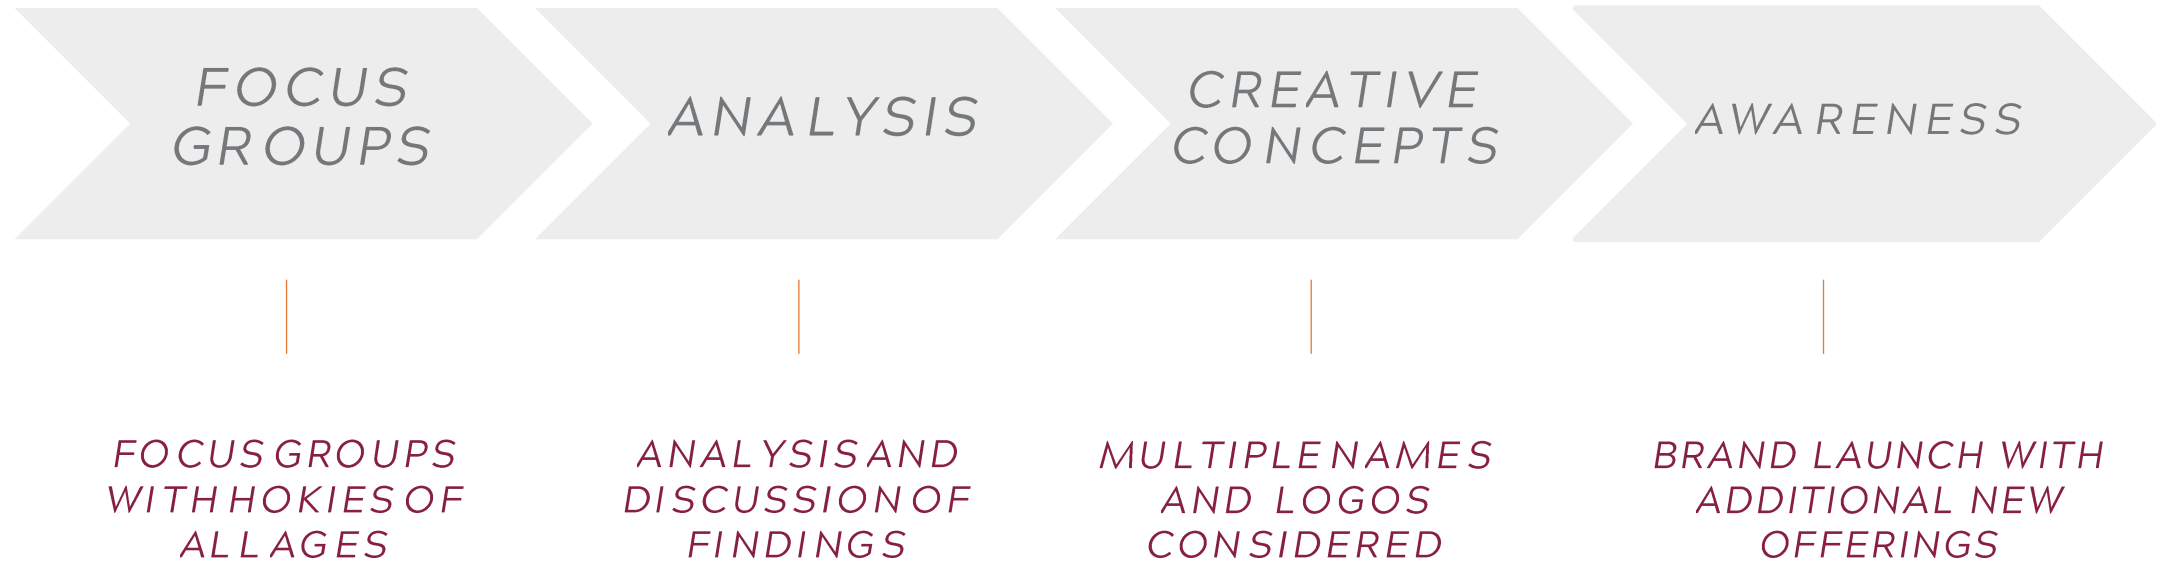 FOCUS
GROUPS
ANALYSIS
CREATIVE
CONCEPTS
AWARENESS
FOCUS GROUPS
WITH HOKIES OF
ALL AGES
ANALYSIS AND
DISCUSSION OF
FINDINGS
MULTIPLE NAMES
AND LOGOS
CONSIDERED
BRAND LAUNCH WITH
ADDITIONAL NEW
OFFERINGS